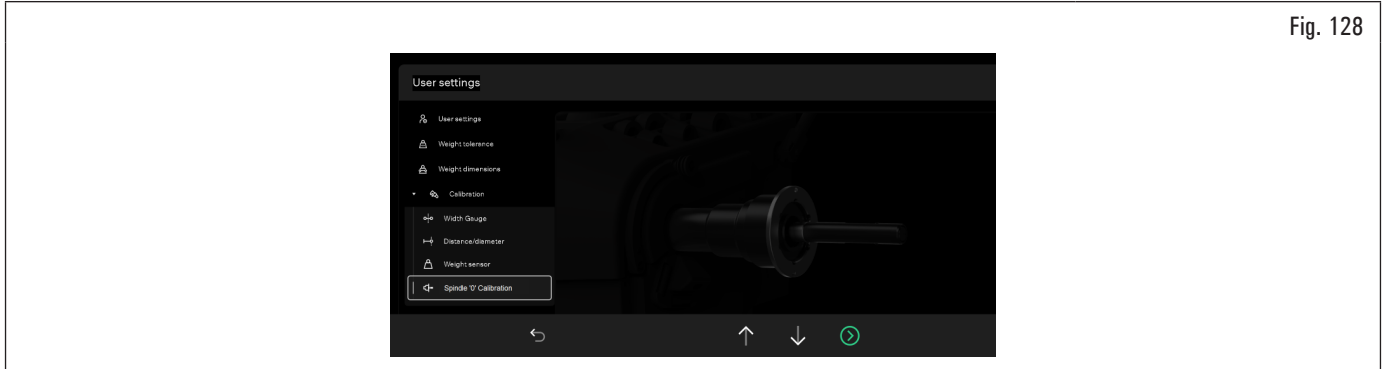 Fig. 128
User settings
User settings
Weight tolerance
Weight dimensions
Calibration
Width Gauge
Distance/diameter
Weight sensor
Spindle '0' Calibration